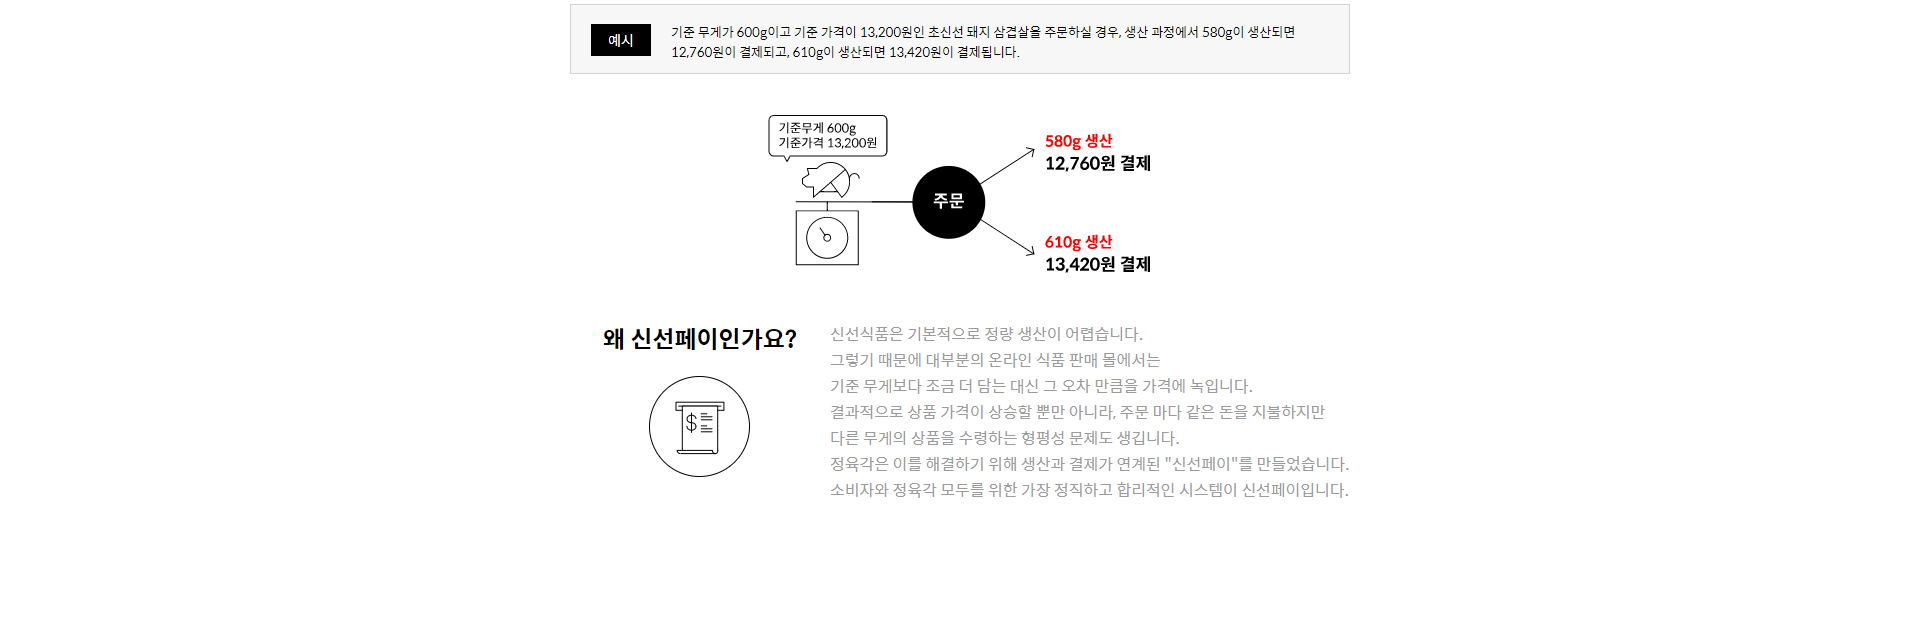 예시
기준 무게가 600g이고 기준 가격이 13,200원인 초신선 돼지 삼겹살을 주문하실 경우, 생산 과정에서 580g이 생산되면
12,760원이 결제되고, 610g이 생산되면 13,420원이 결제됩니다.
기준무게 600g
기준가격 13,200원
주문
580g 생산
12,760원 결제
610g 생산
13,420원 결제
왜 신선페이인가요?
$
신선식품은 기본적으로 정량 생산이 어렵습니다.
그렇기 때문에 대부분의 온라인 식품 판매 몰에서는
기준 무게보다 조금 더 담는 대신 그 오차 만큼을 가격에 녹입니다.
결과적으로 상품 가격이 상승할 뿐만 아니라, 주문 마다 같은 돈을 지불하지만
다른 무게의 상품을 수령하는 형평성 문제도 생깁니다.
정육각은 이를 해결하기 위해 생산과 결제가 연계된 "신선페이"를 만들었습니다.
소비자와 정육각 모두를 위한 가장 정직하고 합리적인 시스템이 신선페이입니다.